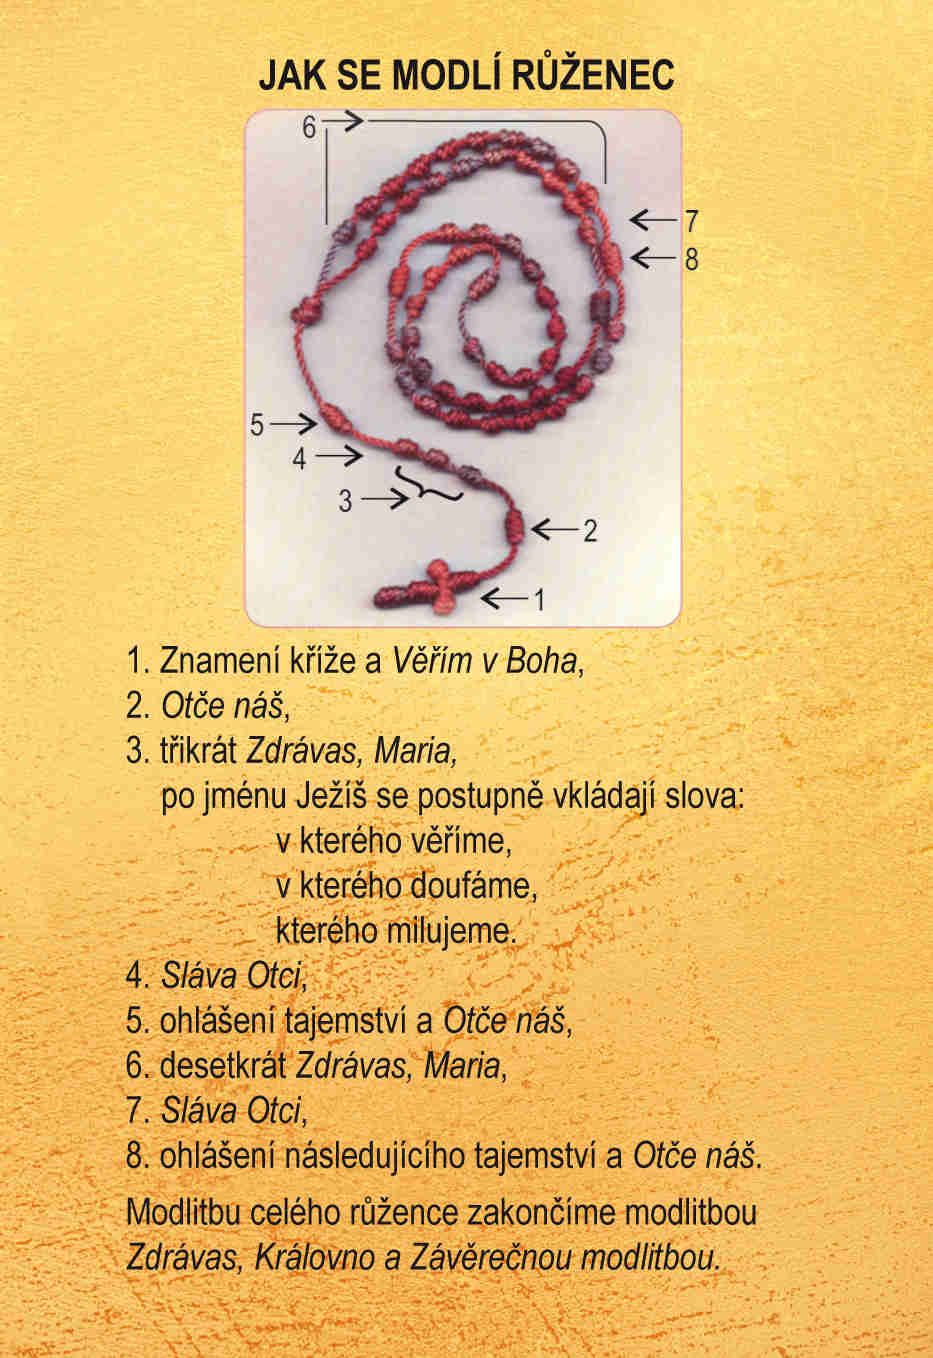 JAK SE MODLÍ RŮŽENEC
6
7
8
5
4
3
2
1
1. Znamení kříže a Věřím v Boha,
2. Otče náš,
3. třikrát Zdrávas, Maria,
po jménu Ježíš se postupně vkládají slova:
v kterého věříme,
v kterého doufáme,
kterého milujeme.
4. Sláva Otci,
5. ohlášení tajemství a Otče náš,
6. desetkrát Zdrávas, Maria,
7. Sláva Otci,
8. ohlášení následujícího tajemství a Otče náš.
Modlitbu celého růžence zakončíme modlitbou
Zdrávas, Královno a Závěrečnou modlitbou.